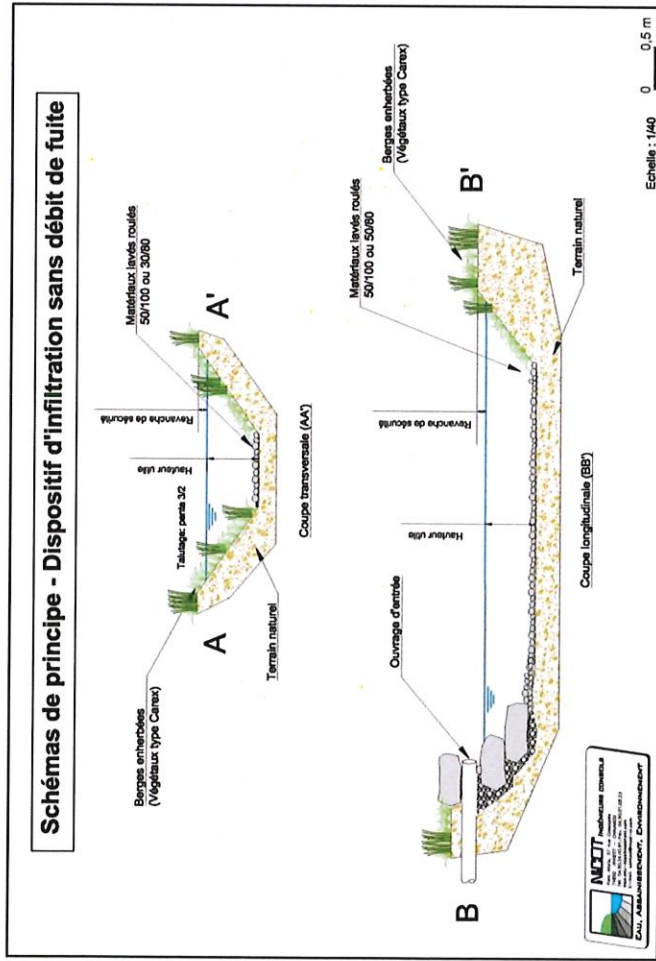 Schémas de principe - Dispositif d'infiltration sans débit de fuite
Berges enherbées
(Végétaux type Carex)
Matériaux lavés roulés
50/100 ou 30/80
A
A'
Talutage: pente 3/2
Hauteur utile
Revanche de sécurité
Terrain naturel
Coupe transversale (AA')
Ouvrage d'entrée
Matériaux lavés roulés
50/100 ou 50/80
Berges enherbées
(Végétaux type Carex)
B
B'
Hauteur utile
Revanche de sécurité
Terrain naturel
Coupe longitudinale (BB')
NICOT INGÉNIEURS CONSEILS
EAU, ASSAINISSEMENT, ENVIRONNEMENT
Echelle : 1/40
0 0,5 m